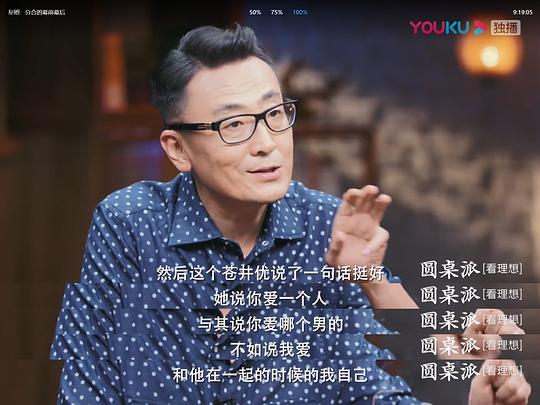 分合的幕前幕后
50%
75%
100%
9:19:05
YOUKU 独播
然后这个苍井优说了一句话挺好
圆桌派[看理想]
她说你爱一个人
圆桌派[看理想]
与其说你爱哪个男的
圆桌派[看理想]
不如说我爱
圆桌派[看理想]
和他在一起的时候的我自己
圆桌派[看理想]